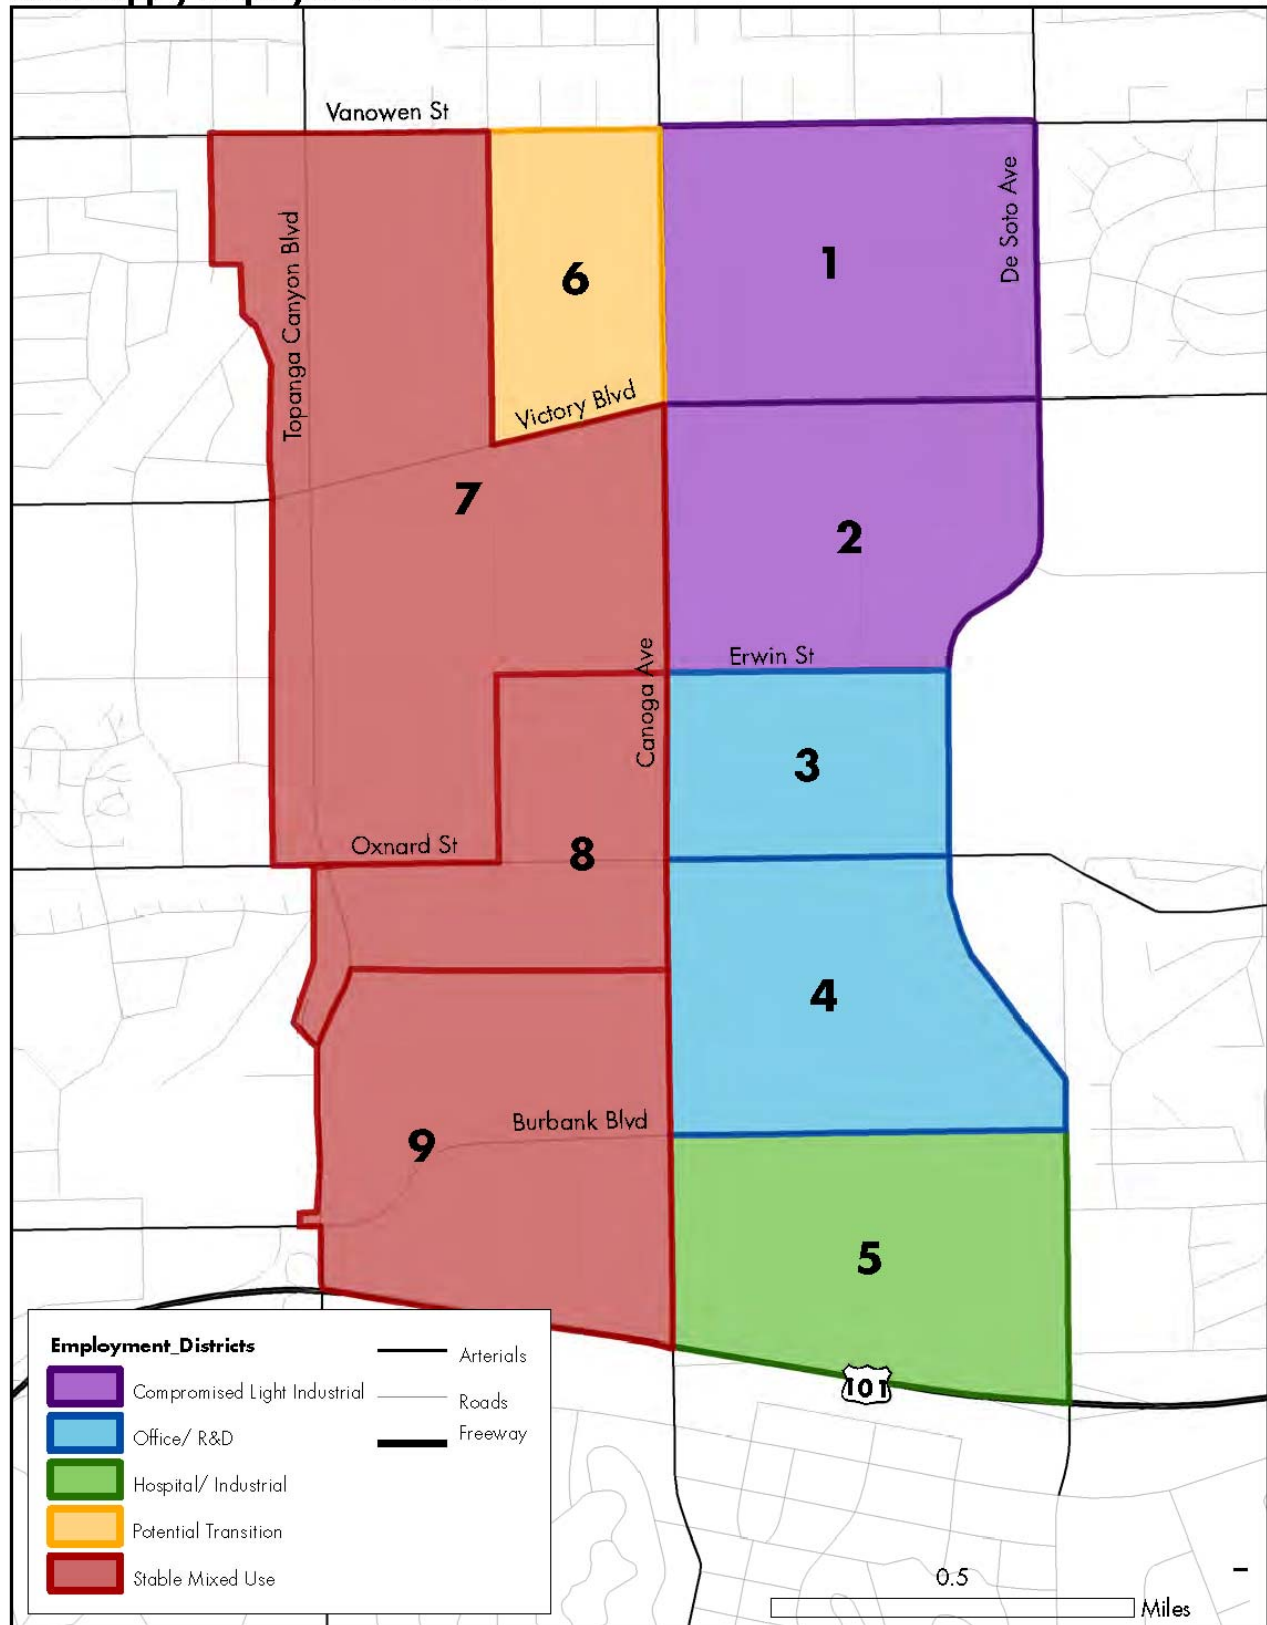 Vanowen St
De Soto Ave
Topanga Canyon Blvd
1
6
Victory Blvd
7
2
Erwin St
Canoga Ave
3
Oxnard St
8
4
Burbank Blvd
9
5
101
Employment_Districts
Compromised Light Industrial
Office/ R&D
Hospital/ Industrial
Potential Transition
Stable Mixed Use
Arterials
Roads
Freeway
0.5
Miles